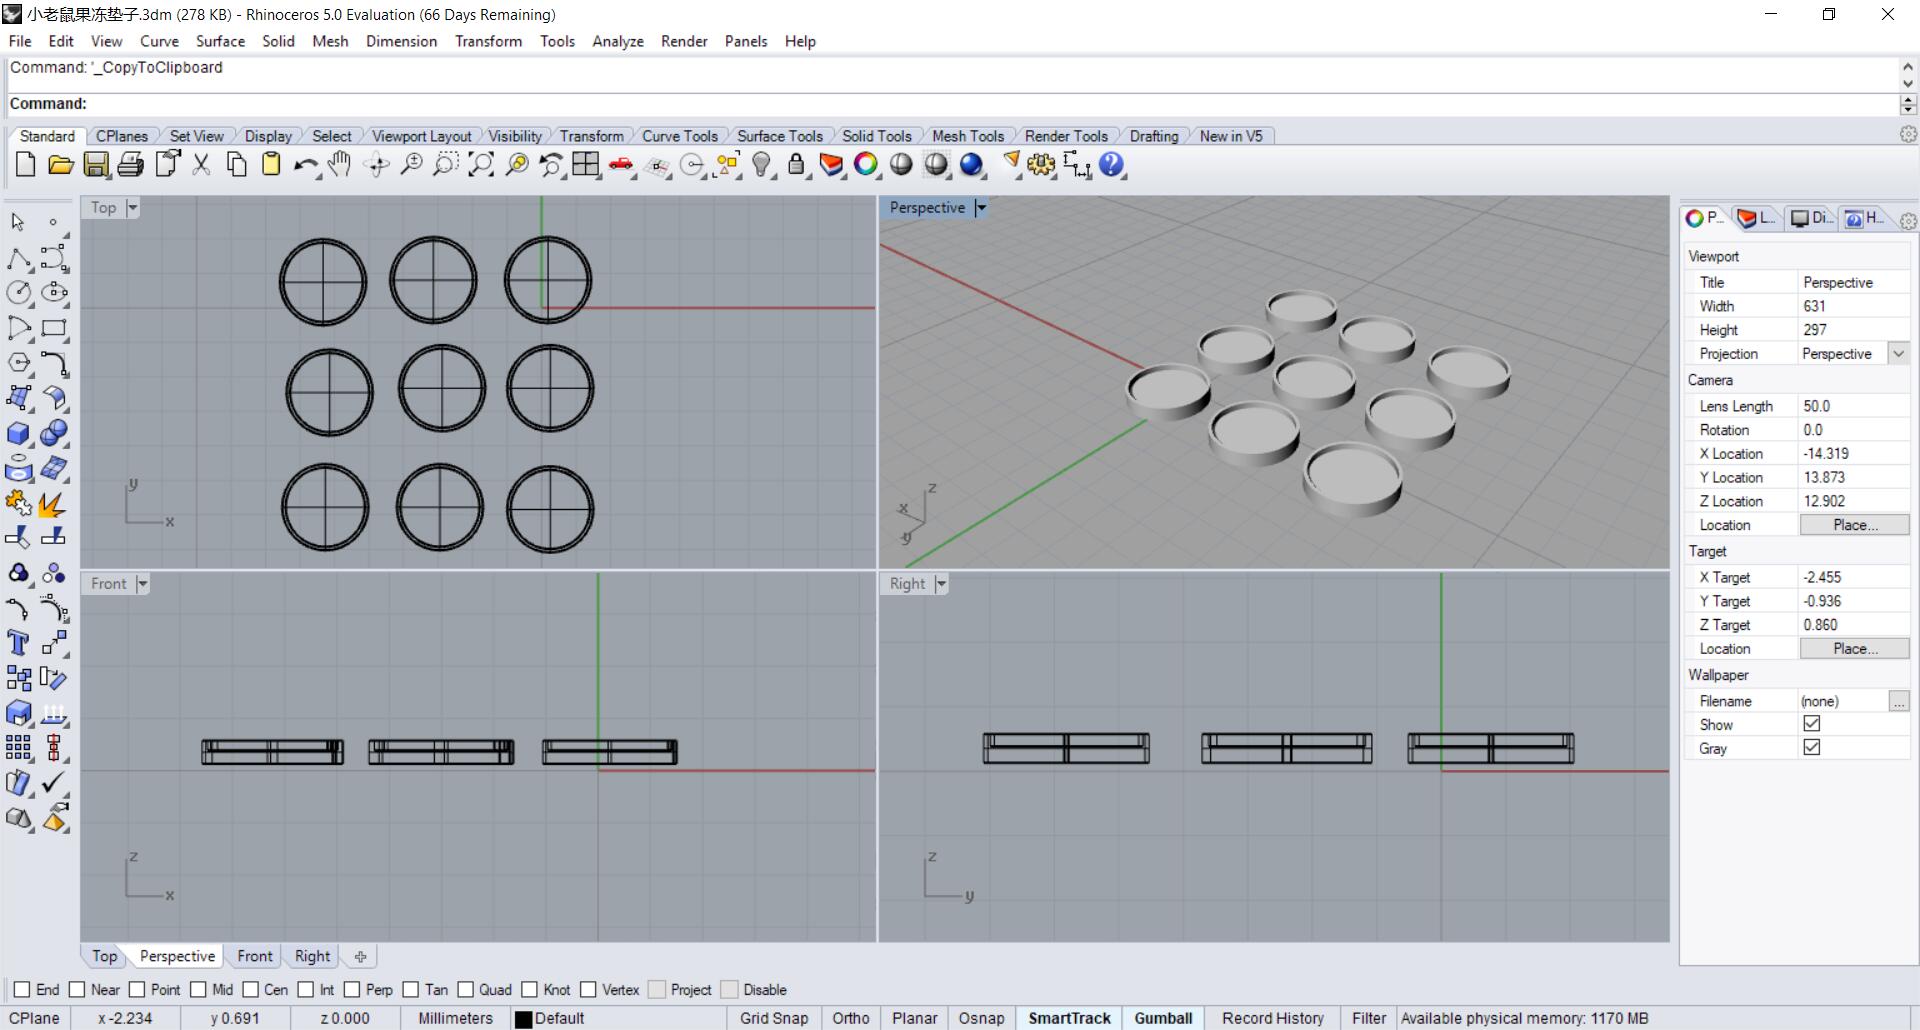 小老鼠果冻垫子.3dm (278 KB) - Rhinoceros 5.0 Evaluation (66 Days Remaining)
File Edit View Curve Surface Solid Mesh Dimension Transform Tools Analyze Render Panels Help
Command: '_CopyToClipboard
Command:
Standard CPlanes Set View Display Select Viewport Layout Visibility Transform Curve Tools Surface Tools Solid Tools Mesh Tools Render Tools Drafting New in V5
Top
y
x
Perspective
z
x
y
Front
z
x
Right
z
y
P... L... Di... H...
Viewport
Title Perspective
Width 631
Height 297
Projection Perspective
Camera
Lens Length 50.0
Rotation 0.0
X Location -14.319
Y Location 13.873
Z Location 12.902
Location Place...
Target
X Target -2.455
Y Target -0.936
Z Target 0.860
Location Place...
Wallpaper
Filename (none) ...
Show
Gray
Top Perspective Front Right
End Near Point Mid Cen Int Perp Tan Quad Knot Vertex Project Disable
CPlane x -2.234 y 0.691 z 0.000 Millimeters Default Grid Snap Ortho Planar Osnap SmartTrack Gumball Record History Filter Available physical memory: 1170 MB